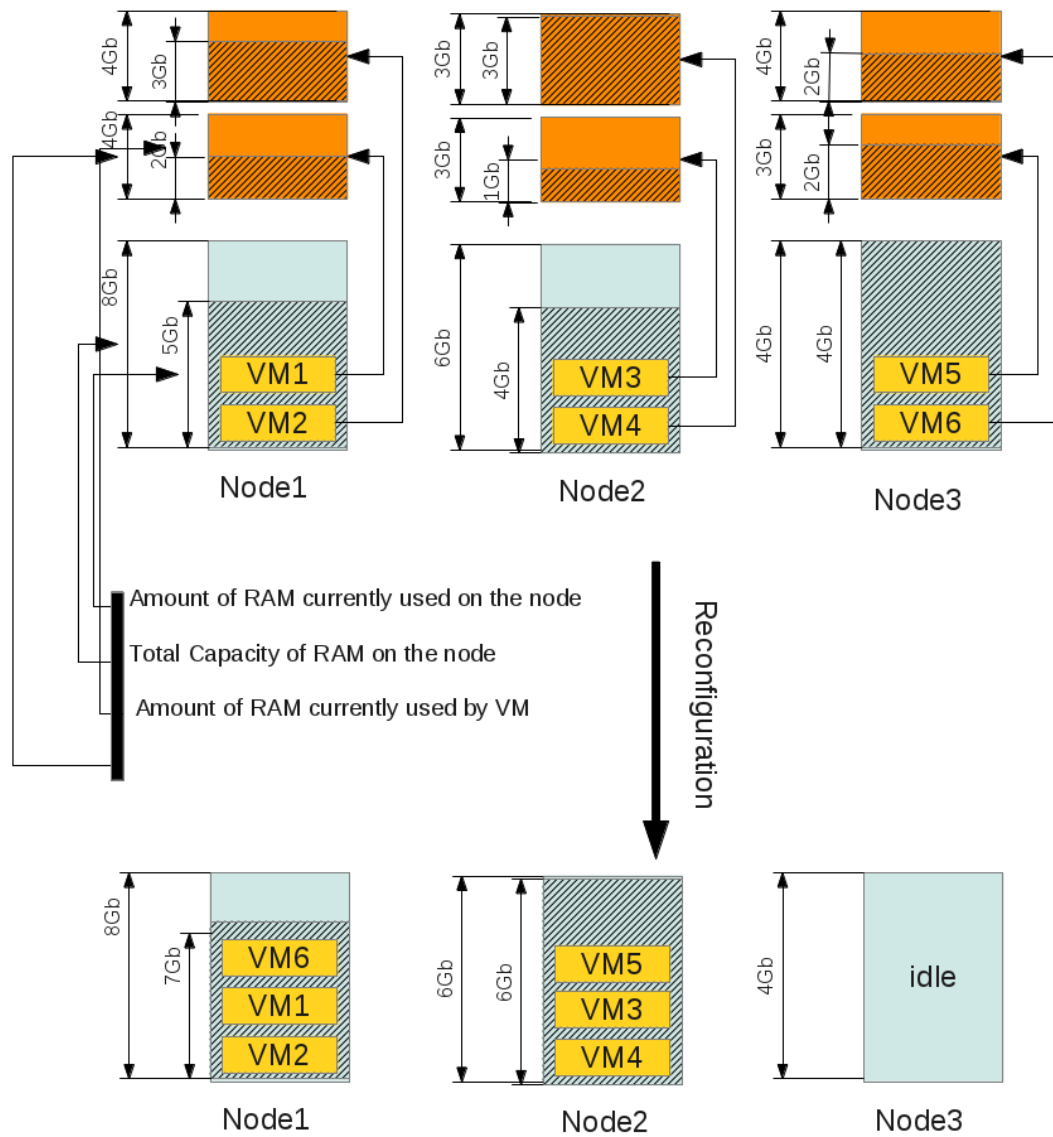 4Gb
3Gb
3Gb
3Gb
4Gb
2Gb
4Gb
2Gb
3Gb
1Gb
3Gb
2Gb
8Gb
5Gb
6Gb
4Gb
4Gb
4Gb
VM1
VM3
VM5
VM2
VM4
VM6
Node1
Node2
Node3
Amount of RAM currently used on the node
Total Capacity of RAM on the node
Amount of RAM currently used by VM
Reconfiguration
8Gb
7Gb
6Gb
6Gb
4Gb
VM6
VM5
idle
VM1
VM3
VM2
VM4
Node1
Node2
Node3